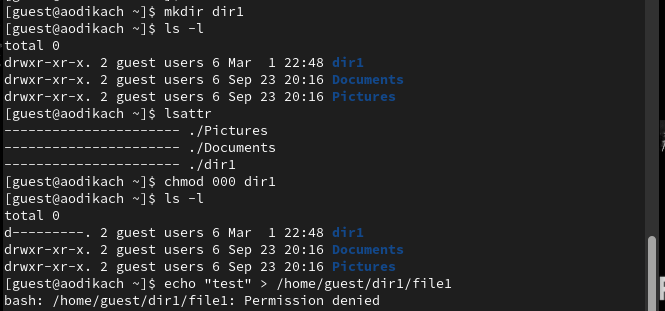 [guest@aodikach ~]$ mkdir dir1
[guest@aodikach ~]$ ls -l
total 0
drwxr-xr-x. 2 guest users 6 Mar  1 22:48 dir1
drwxr-xr-x. 2 guest users 6 Sep 23 20:16 Documents
drwxr-xr-x. 2 guest users 6 Sep 23 20:16 Pictures
[guest@aodikach ~]$ lsattr
---------------------- ./Pictures
---------------------- ./Documents
---------------------- ./dir1
[guest@aodikach ~]$ chmod 000 dir1
[guest@aodikach ~]$ ls -l
total 0
d---------. 2 guest users 6 Mar  1 22:48 dir1
drwxr-xr-x. 2 guest users 6 Sep 23 20:16 Documents
drwxr-xr-x. 2 guest users 6 Sep 23 20:16 Pictures
[guest@aodikach ~]$ echo "test" > /home/guest/dir1/file1
bash: /home/guest/dir1/file1: Permission denied